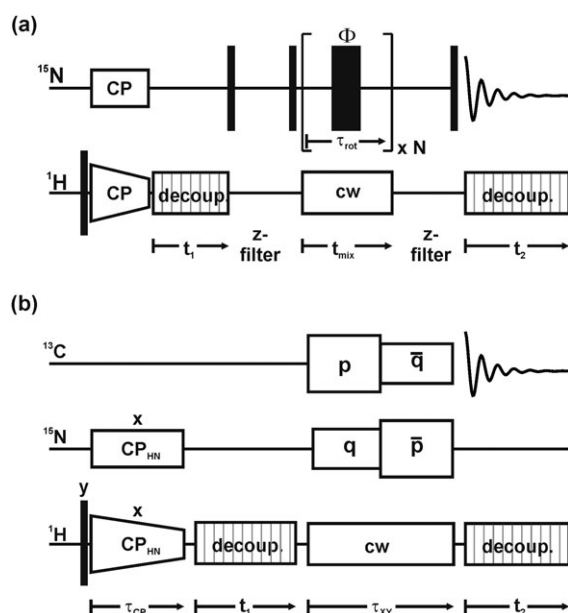 (a)
Φ
15N CP
τrot
x N
1H CP decoup. cw decoup.
t1 z-filter tmix z-filter t2
(b)
13C p q̅
x
15N CPHN q p̅
y x
1H CPHN decoup. cw decoup.
τCP t1 τXY t2